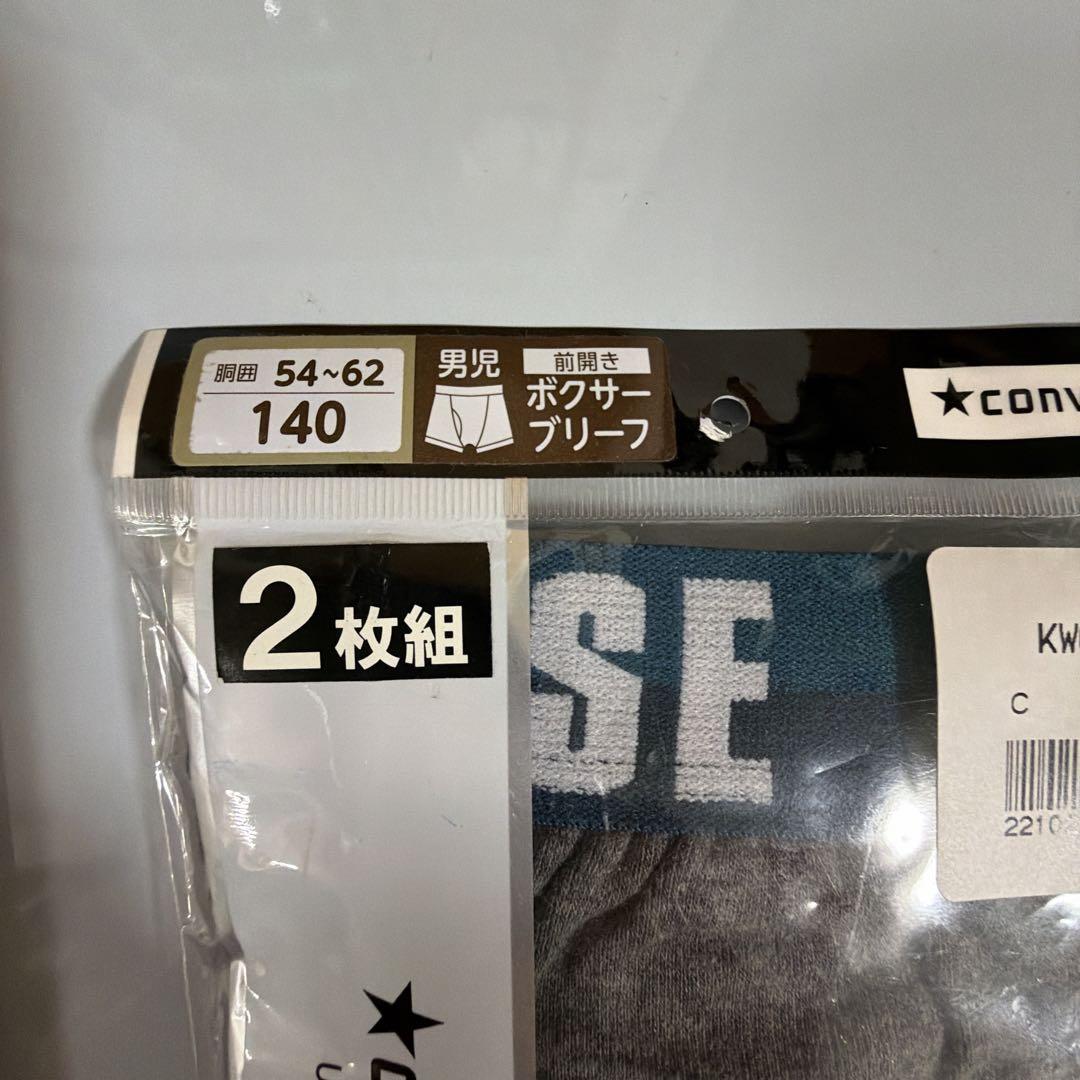 胴囲 54~62
140
男児
前開き
ボクサー
ブリーフ
★conv
2枚組
SE
KW
C
2210